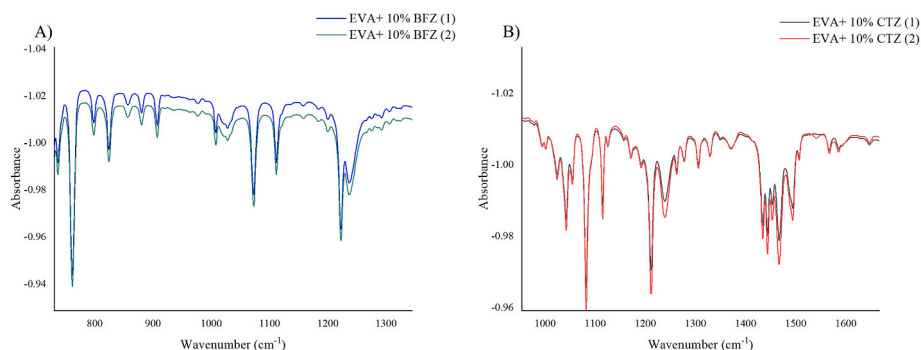 A)
EVA+ 10% BFZ (1)
EVA+ 10% BFZ (2)
-1.04
-1.02
-1.00
-0.98
-0.96
-0.94
Absorbance
800 900 1000 1100 1200 1300
Wavenumber (cm⁻¹)
B)
EVA+ 10% CTZ (1)
EVA+ 10% CTZ (2)
-1.02
-1.00
-0.98
-0.96
Absorbance
1000 1100 1200 1300 1400 1500 1600
Wavenumber (cm⁻¹)